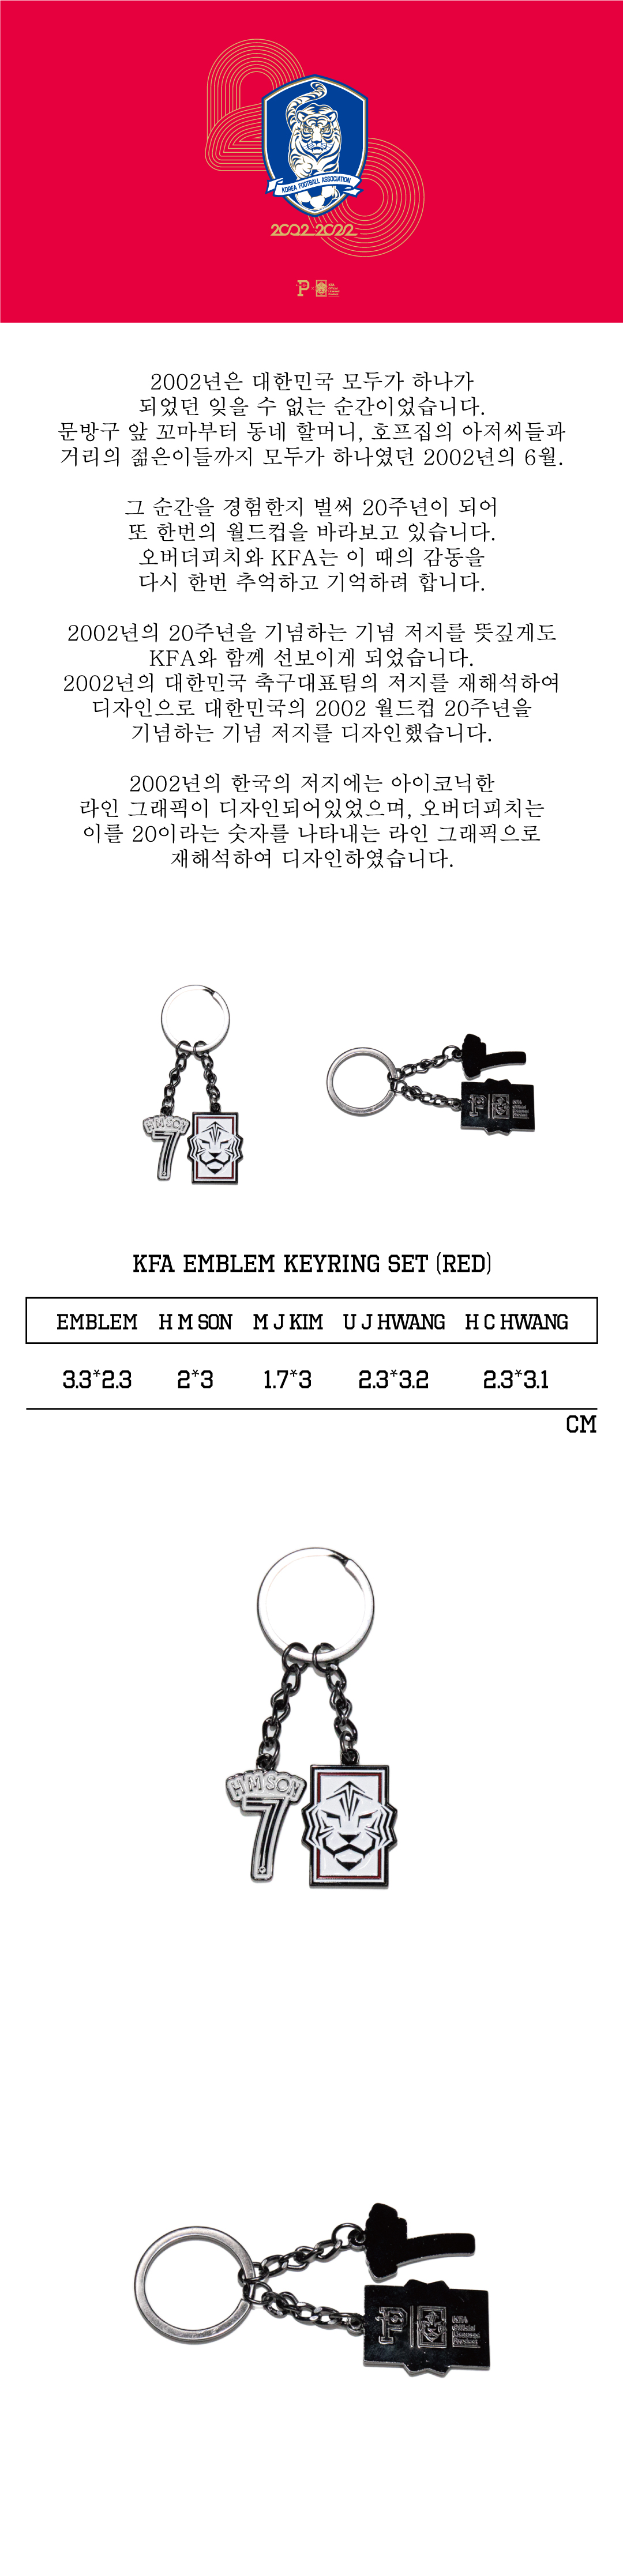 KOREA FOOTBALL ASSOCIATION
2002_2022
P
2002년은 대한민국 모두가 하나가
되었던 잊을 수 없는 순간이었습니다.
문방구 앞 꼬마부터 동네 할머니, 호프집의 아저씨들과
거리의 젊은이들까지 모두가 하나였던 2002년의 6월.
그 순간을 경험한지 벌써 20주년이 되어
또 한번의 월드컵을 바라보고 있습니다.
오버더피치와 KFA는 이 때의 감동을
다시 한번 추억하고 기억하려 합니다.
2002년의 20주년을 기념하는 기념 저지를 뜻깊게도
KFA와 함께 선보이게 되었습니다.
2002년의 대한민국 축구대표팀의 저지를 재해석하여
디자인으로 대한민국의 2002 월드컵 20주년을
기념하는 기념 저지를 디자인했습니다.
2002년의 한국의 저지에는 아이코닉한
라인 그래픽이 디자인되어있었으며, 오버더피치는
이를 20이라는 숫자를 나타내는 라인 그래픽으로
재해석하여 디자인하였습니다.
H M SON
7
P
KFA EMBLEM KEYRING SET (RED)
EMBLEM H M SON M J KIM U J HWANG H C HWANG
3.3*2.3 2*3 1.7*3 2.3*3.2 2.3*3.1
CM
H M SON
7
P
KFA
Official
Licensed
Product